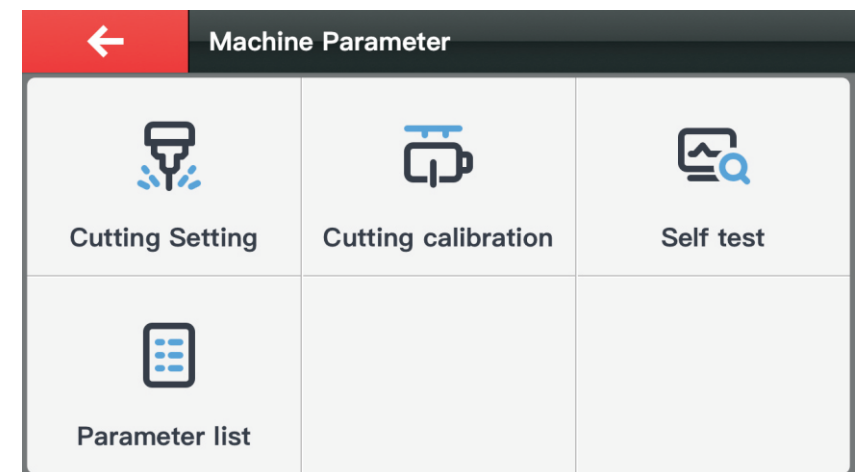 Machine Parameter
Cutting Setting
Cutting calibration
Self test
Parameter list